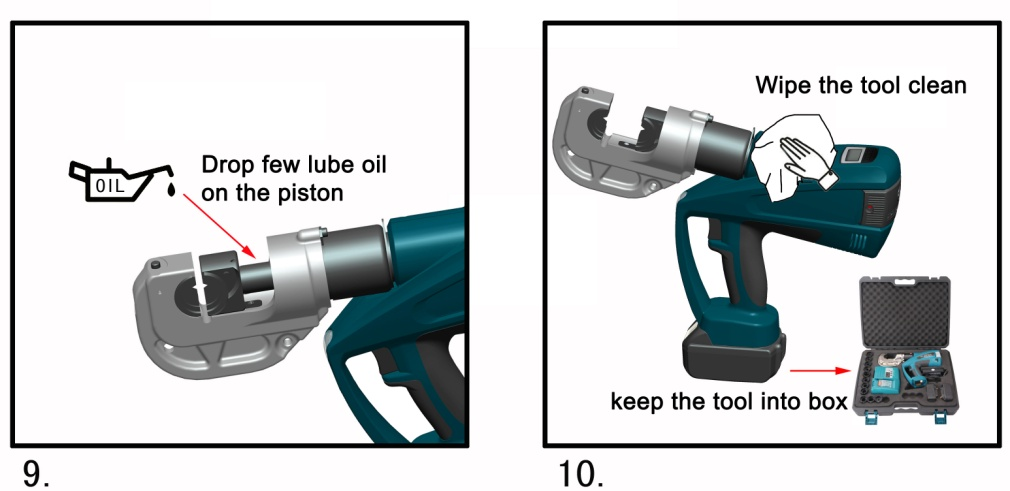 OIL
Drop few lube oil
on the piston
9.
Wipe the tool clean
keep the tool into box
10.